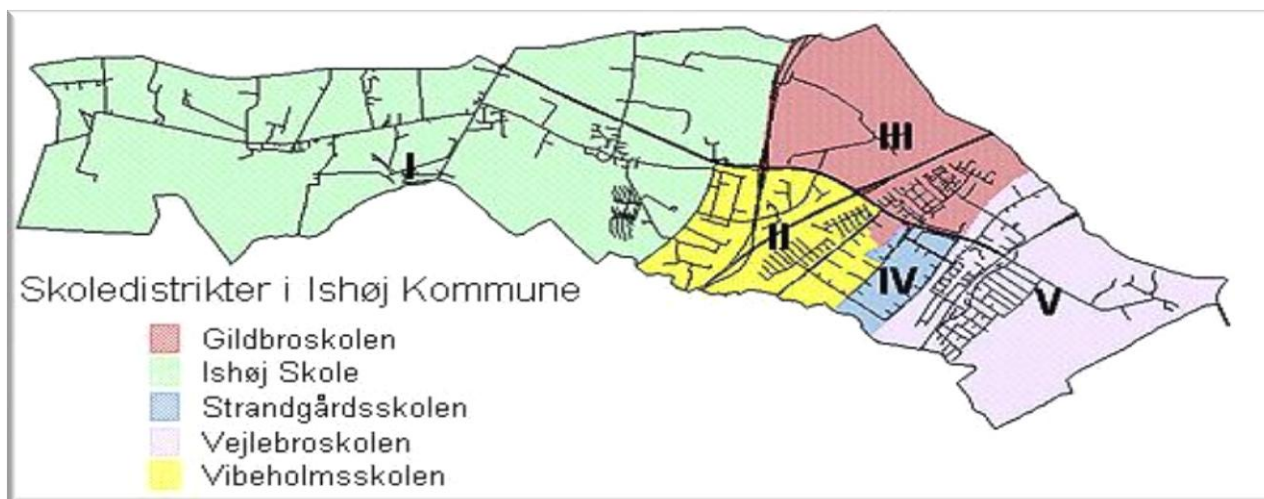 III
I
II
IV
V
Skoledistrikter i Ishøj Kommune
Gildbroskolen
Ishøj Skole
Strandgårdsskolen
Vejlebroskolen
Vibeholmsskolen